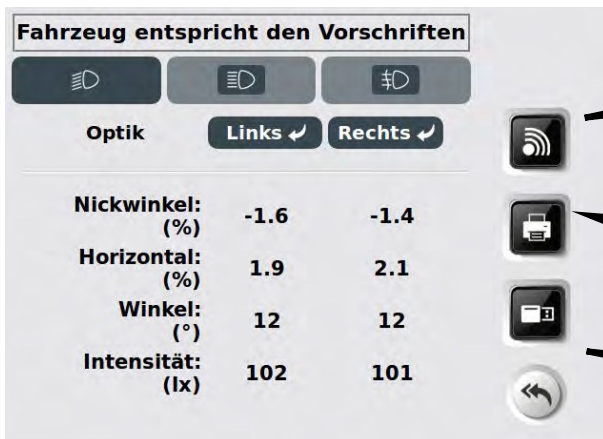 Fahrzeug entspricht den Vorschriften
Optik Links Rechts
Nickwinkel: (%) -1.6 -1.4
Horizontal: (%) 1.9 2.1
Winkel: (°) 12 12
Intensität: (lx) 102 101